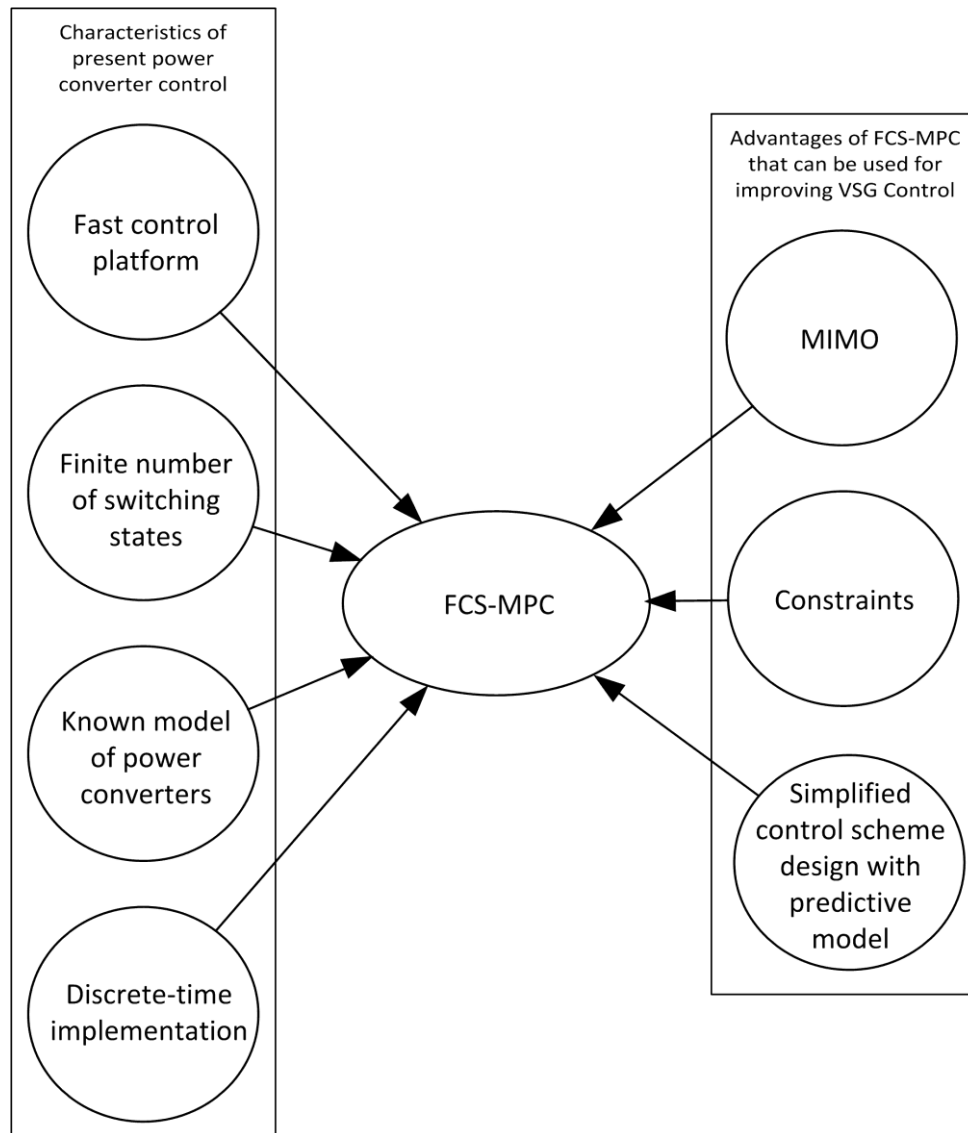 Characteristics of
present power
converter control
Fast control
platform
Finite number
of switching
states
Known model
of power
converters
Discrete-time
implementation
FCS-MPC
Advantages of FCS-MPC
that can be used for
improving VSG Control
MIMO
Constraints
Simplified
control scheme
design with
predictive
model